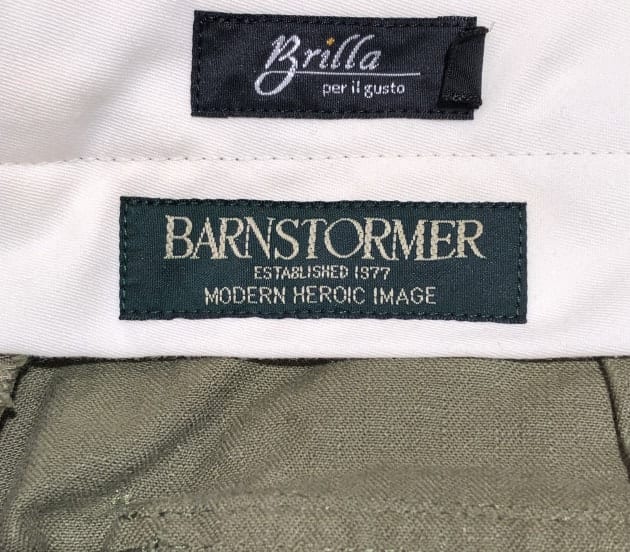 Brilla
per il gusto
BARNSTORMER
ESTABLISHED 1977
MODERN HEROIC IMAGE